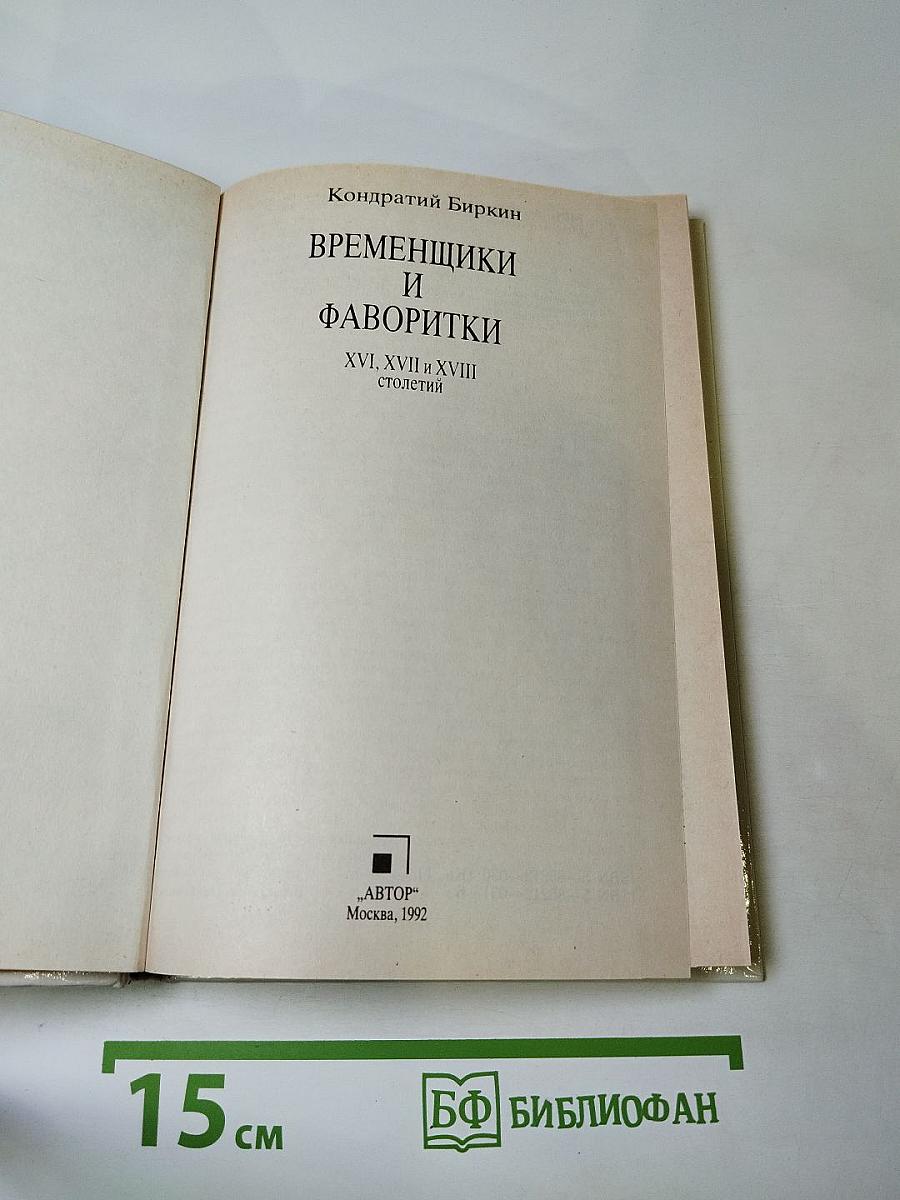 Кондратий Биркин
ВРЕМЕНЩИКИ
И
ФАВОРИТКИ
XVI, XVII и XVIII
столетий
„АВТОР“
Москва, 1992
15 см
БФ БИБЛИОФАН